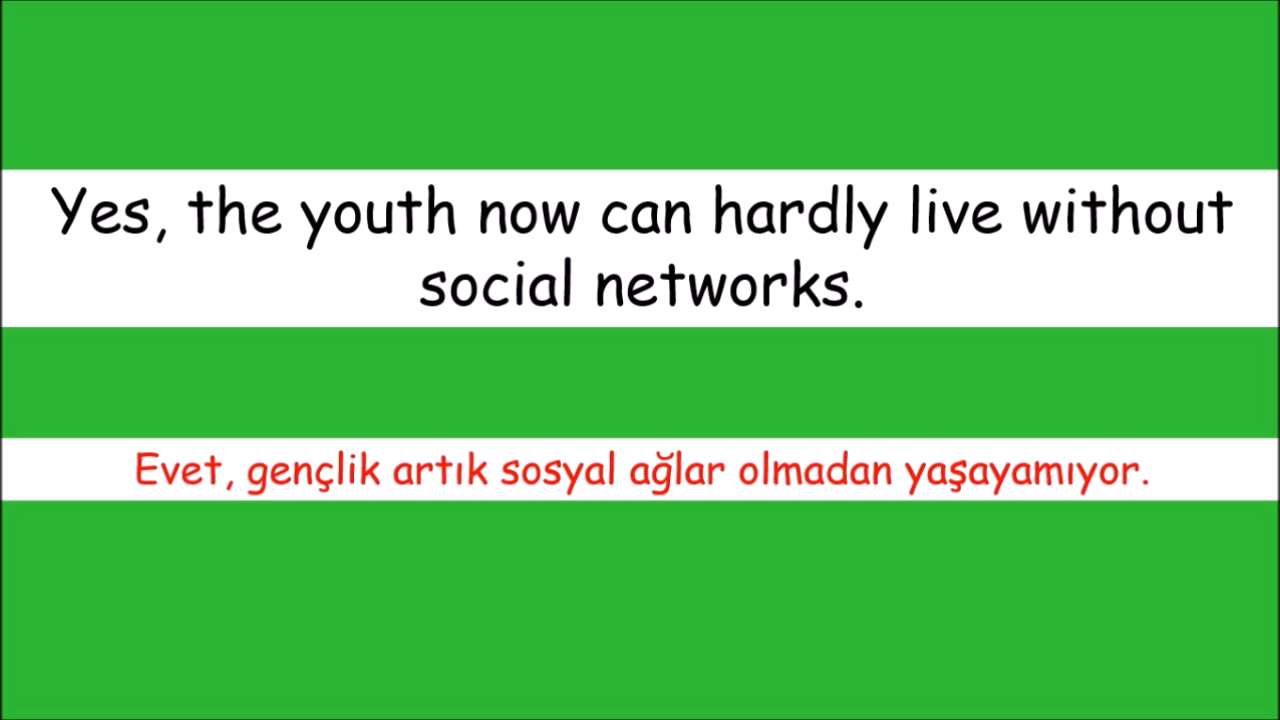 Yes, the youth now can hardly live without
social networks.
Evet, gençlik artık sosyal ağlar olmadan yaşayamıyor.